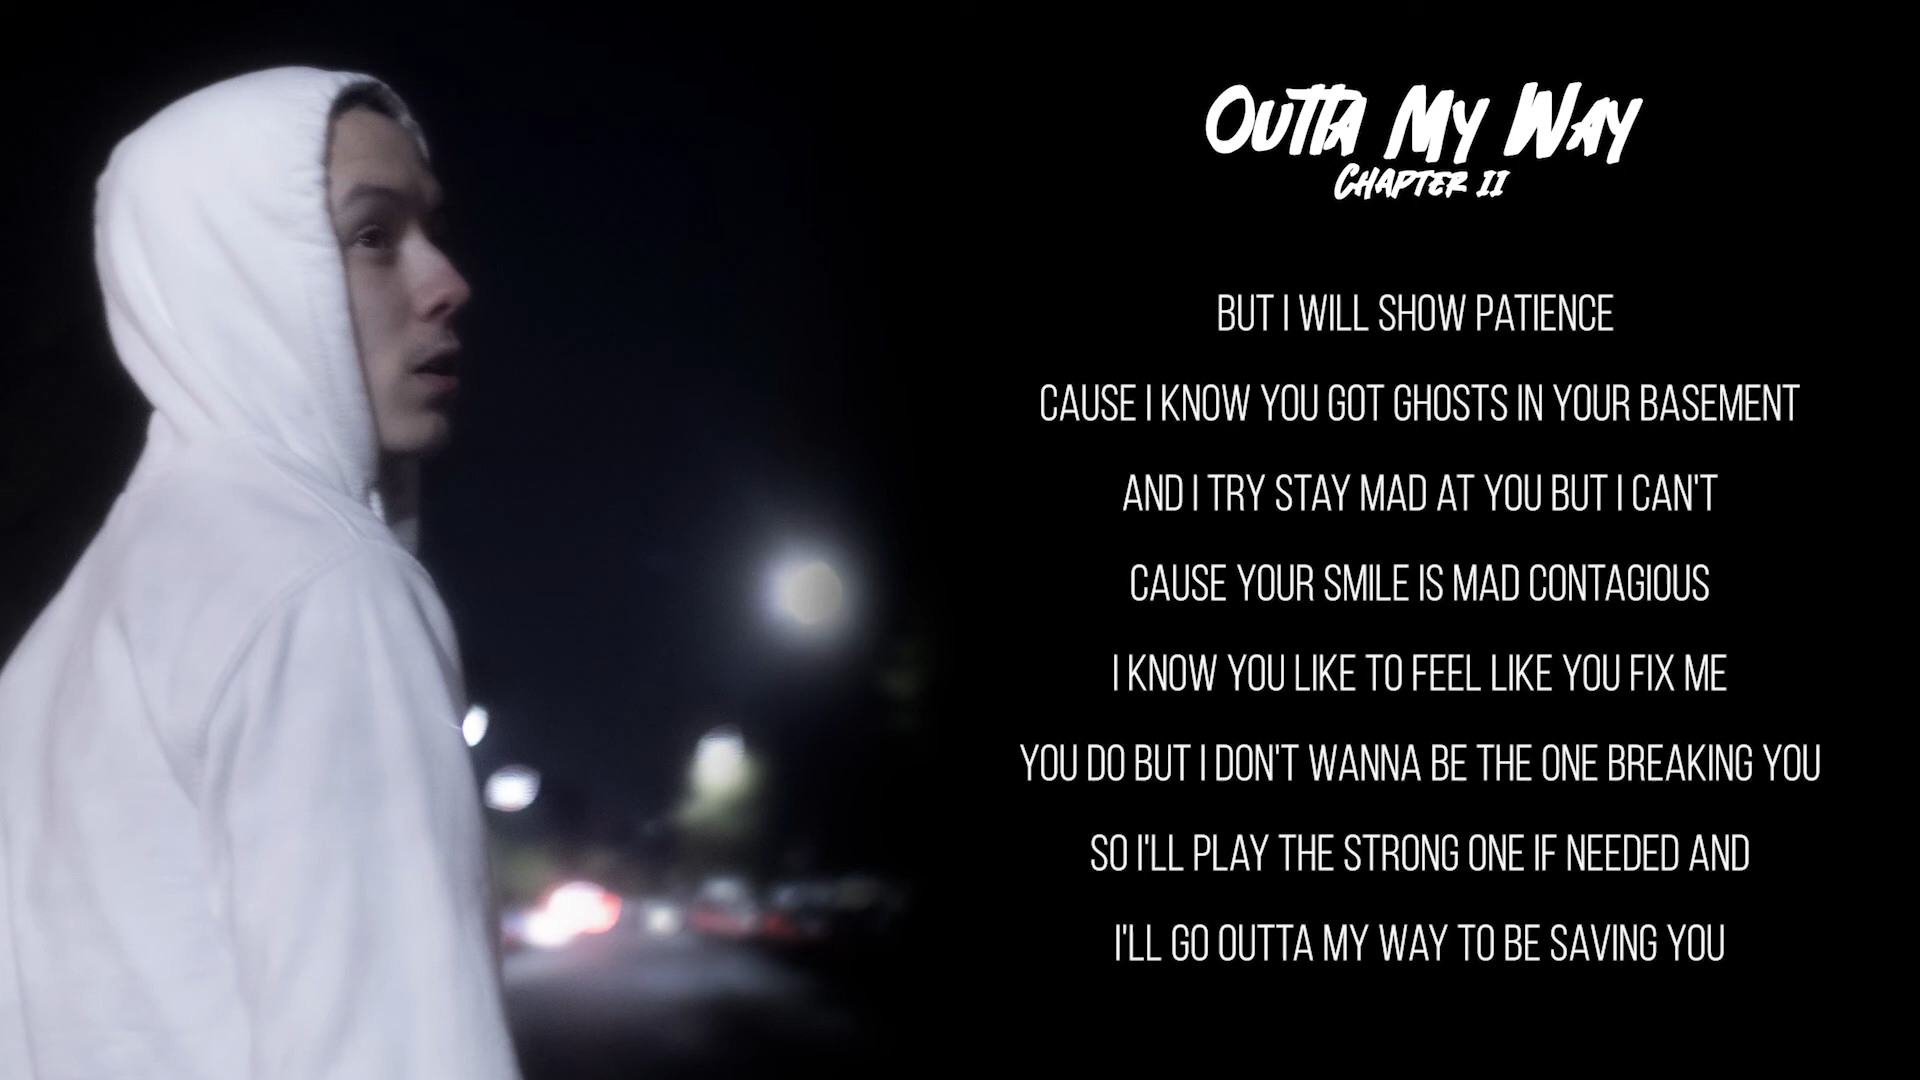 Outta My Way
Chapter II
BUT I WILL SHOW PATIENCE
CAUSE I KNOW YOU GOT GHOSTS IN YOUR BASEMENT
AND I TRY STAY MAD AT YOU BUT I CAN'T
CAUSE YOUR SMILE IS MAD CONTAGIOUS
I KNOW YOU LIKE TO FEEL LIKE YOU FIX ME
YOU DO BUT I DON'T WANNA BE THE ONE BREAKING YOU
SO I'LL PLAY THE STRONG ONE IF NEEDED AND
I'LL GO OUTTA MY WAY TO BE SAVING YOU